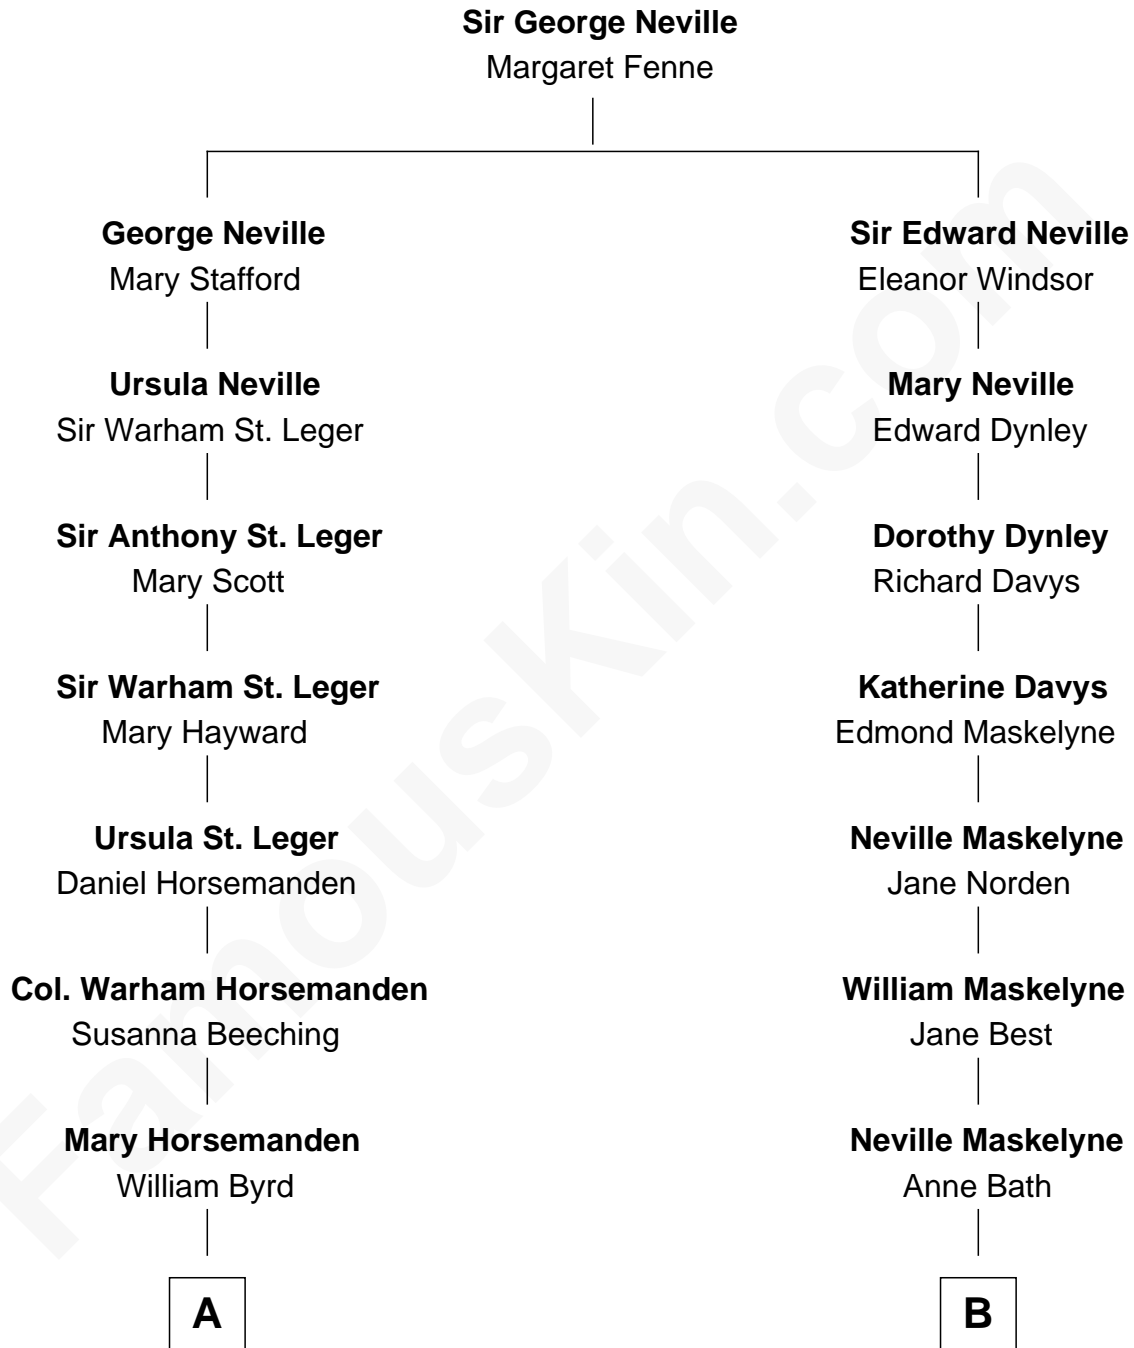 Sir George Neville
Margaret Fenne
George Neville
Mary Stafford
Sir Edward Neville
Eleanor Windsor
Ursula Neville
Sir Warham St. Leger
Mary Neville
Edward Dynley
Sir Anthony St. Leger
Mary Scott
Dorothy Dynley
Richard Davys
Sir Warham St. Leger
Mary Hayward
Katherine Davys
Edmond Maskelyne
Ursula St. Leger
Daniel Horsemanden
Neville Maskelyne
Jane Norden
Col. Warham Horsemanden
Susanna Beeching
William Maskelyne
Jane Best
Mary Horsemanden
William Byrd
Neville Maskelyne
Anne Bath
A
B
FamousKin.com